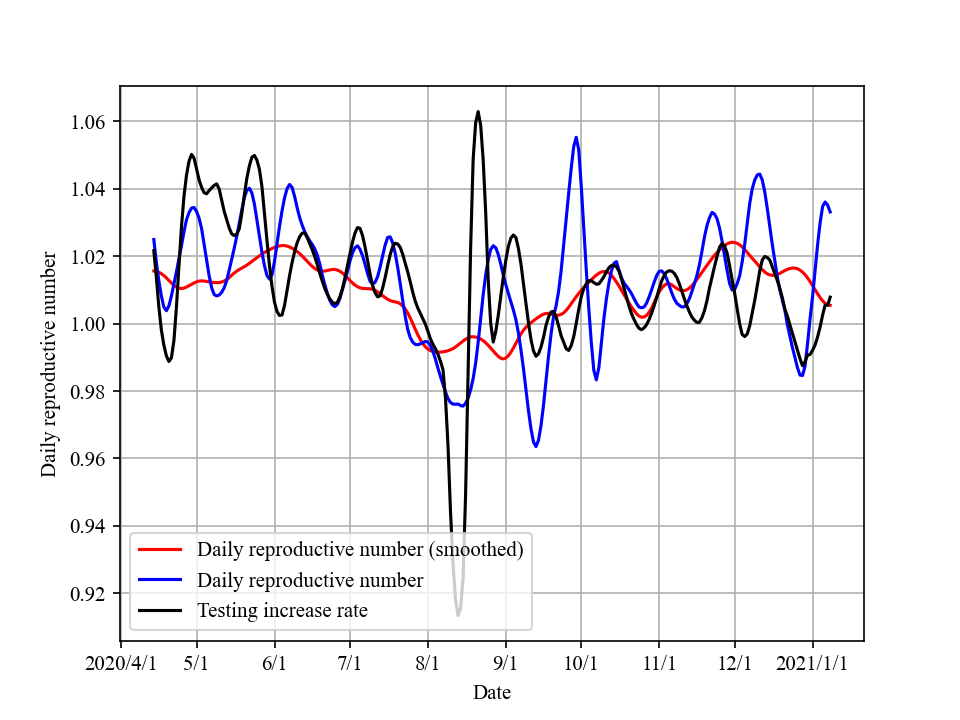 Daily reproductive number
1.06
1.04
1.02
1.00
0.98
0.96
0.94
0.92
Daily reproductive number (smoothed)
Daily reproductive number
Testing increase rate
2020/4/1 5/1 6/1 7/1 8/1 9/1 10/1 11/1 12/1 2021/1/1
Date